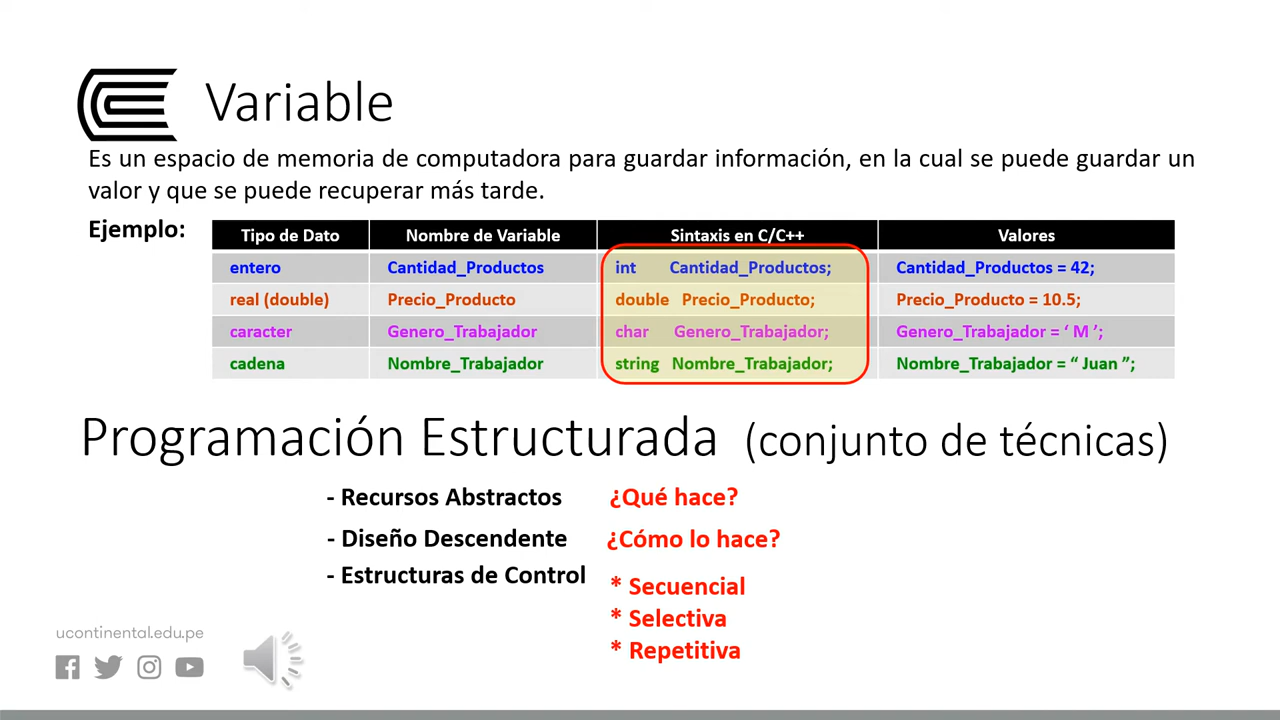 Variable
Es un espacio de memoria de computadora para guardar información, en la cual se puede guardar un
valor y que se puede recuperar más tarde.
Ejemplo:
Tipo de Dato Nombre de Variable Sintaxis en C/C++ Valores
entero Cantidad_Productos int Cantidad_Productos; Cantidad_Productos = 42;
real (double) Precio_Producto double Precio_Producto; Precio_Producto = 10.5;
caracter Genero_Trabajador char Genero_Trabajador; Genero_Trabajador = ‘ M ’;
cadena Nombre_Trabajador string Nombre_Trabajador; Nombre_Trabajador = “ Juan ”;
Programación Estructurada (conjunto de técnicas)
- Recursos Abstractos ¿Qué hace?
- Diseño Descendente ¿Cómo lo hace?
- Estructuras de Control
* Secuencial
* Selectiva
* Repetitiva
ucontinental.edu.pe